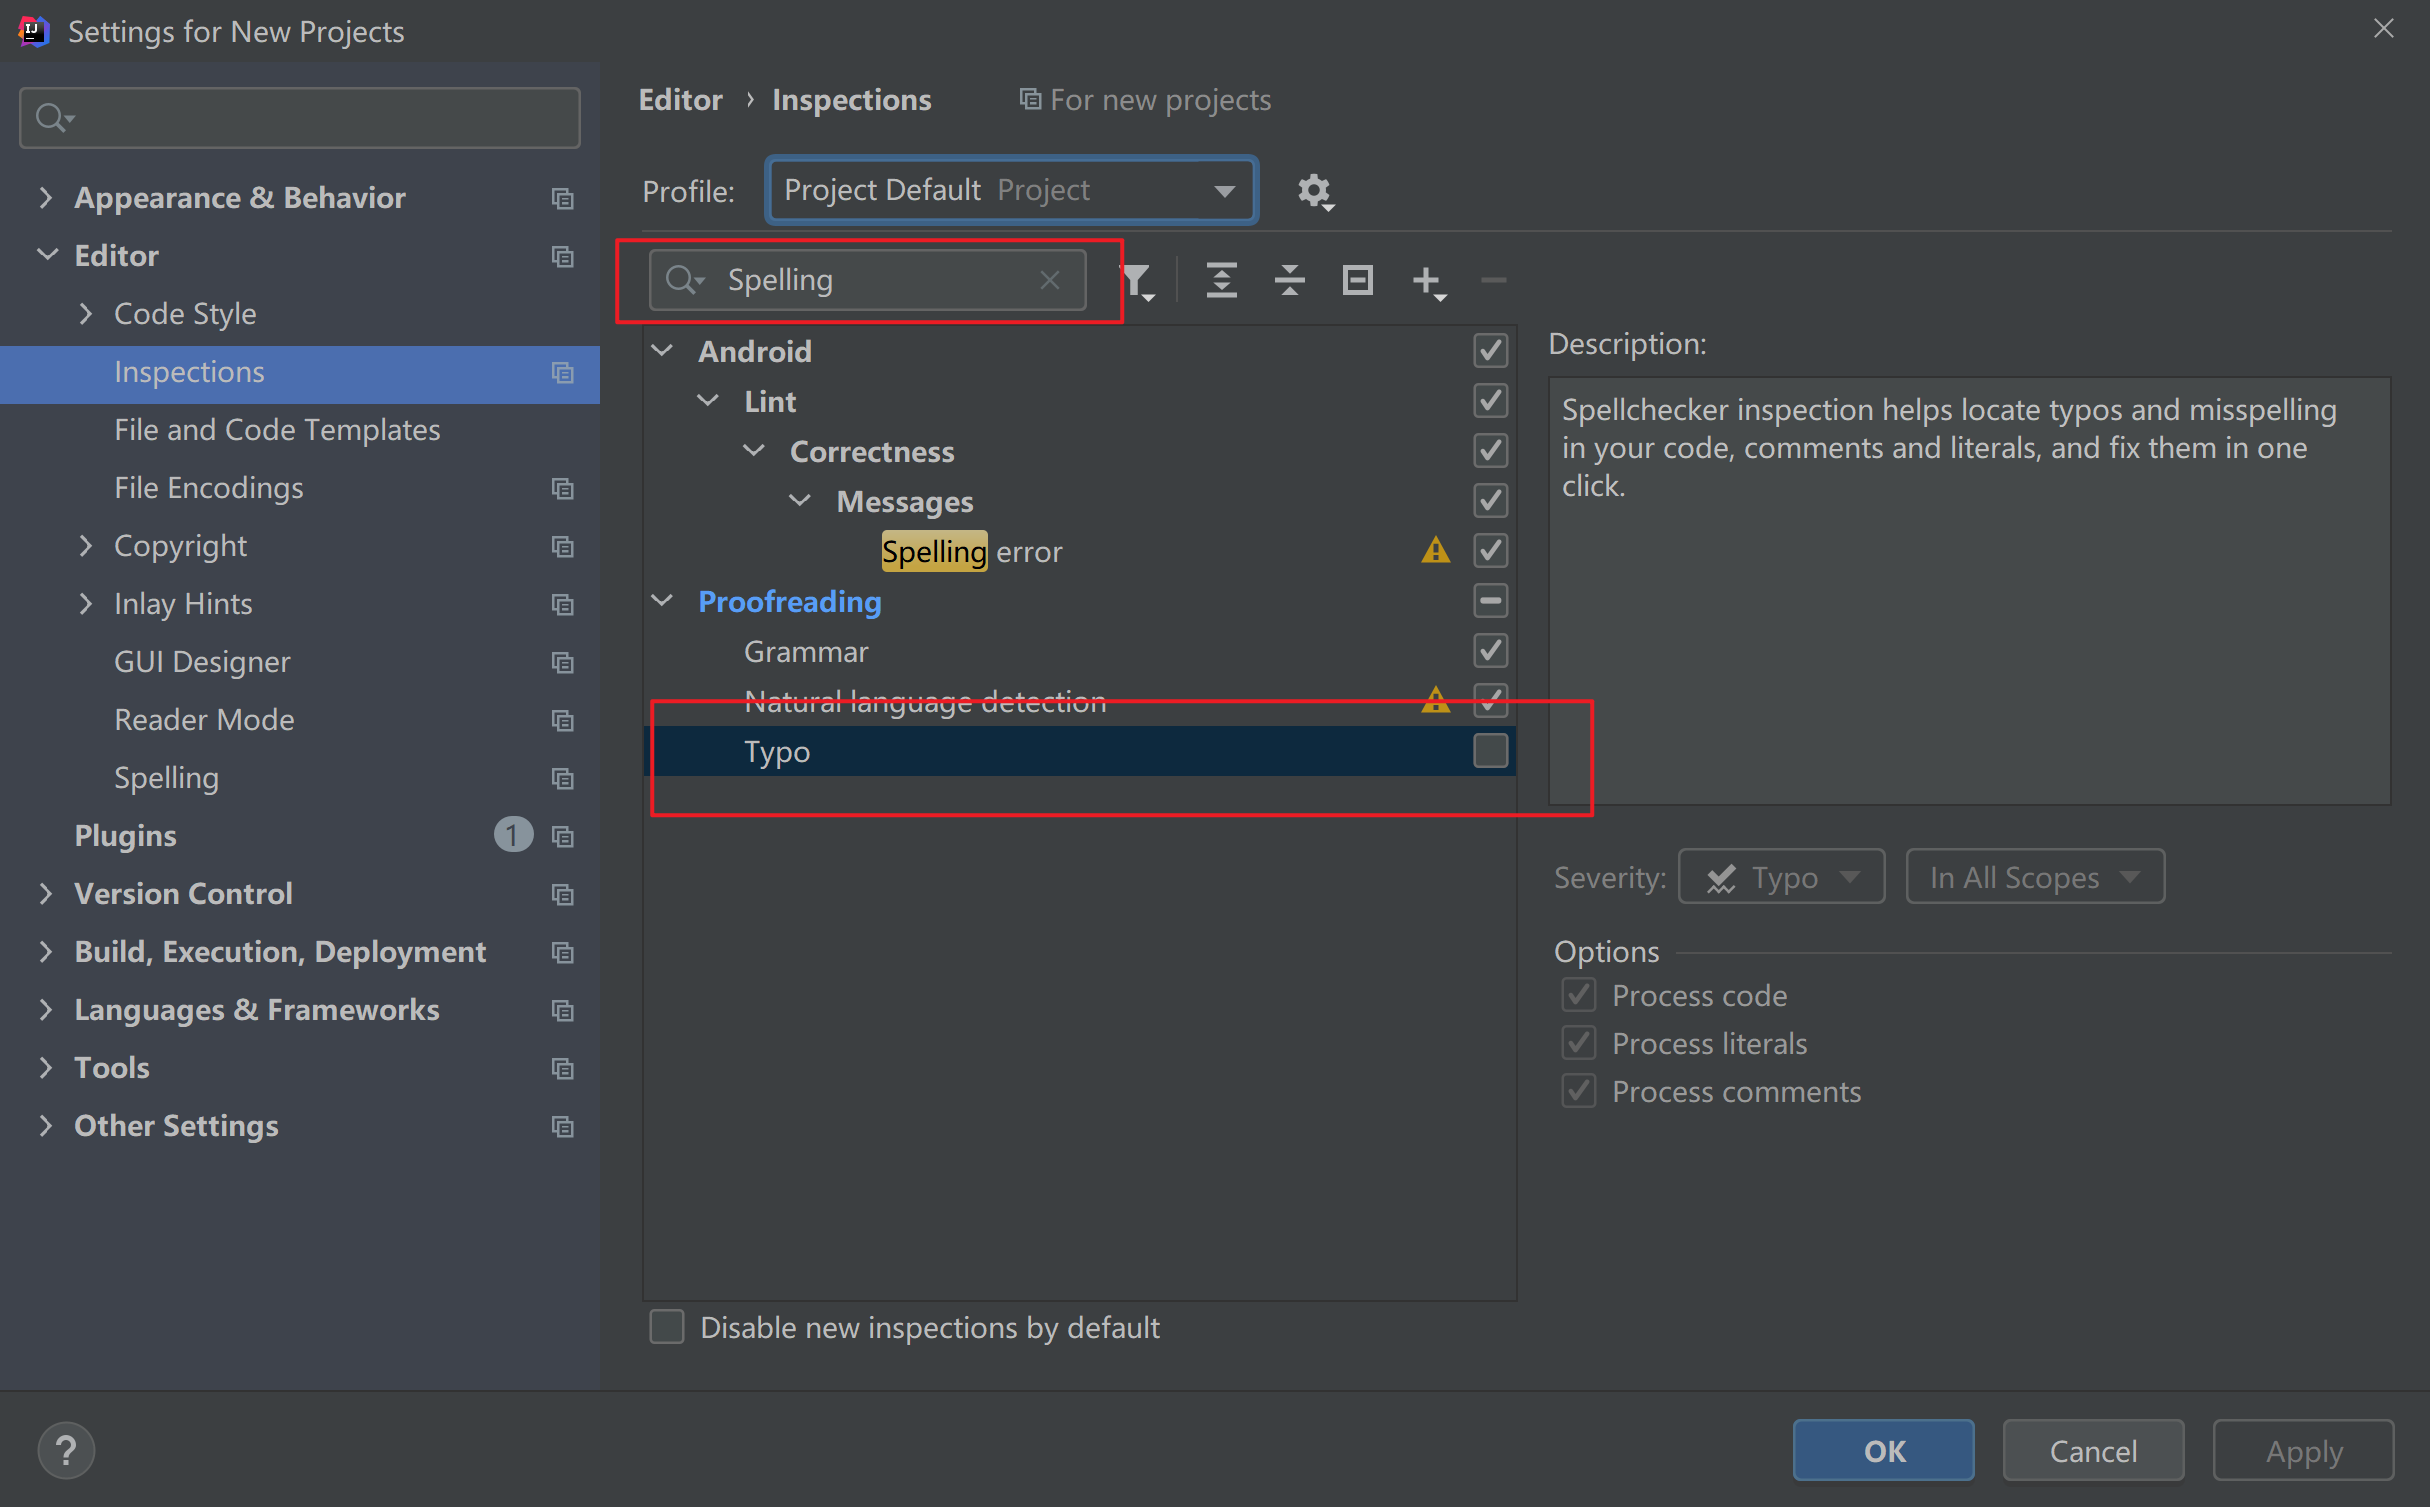 Settings for New Projects
Appearance & Behavior
Editor
Code Style
Inspections
File and Code Templates
File Encodings
Copyright
Inlay Hints
GUI Designer
Reader Mode
Spelling
Plugins 1
Version Control
Build, Execution, Deployment
Languages & Frameworks
Tools
Other Settings
Editor › Inspections For new projects
Profile: Project Default Project
Spelling
Android
Lint
Correctness
Messages
Spelling error
Proofreading
Grammar
Natural language detection
Typo
Disable new inspections by default
Description:
Spellchecker inspection helps locate typos and misspelling
in your code, comments and literals, and fix them in one
click.
Severity: Typo In All Scopes
Options
Process code
Process literals
Process comments
?
OK Cancel Apply